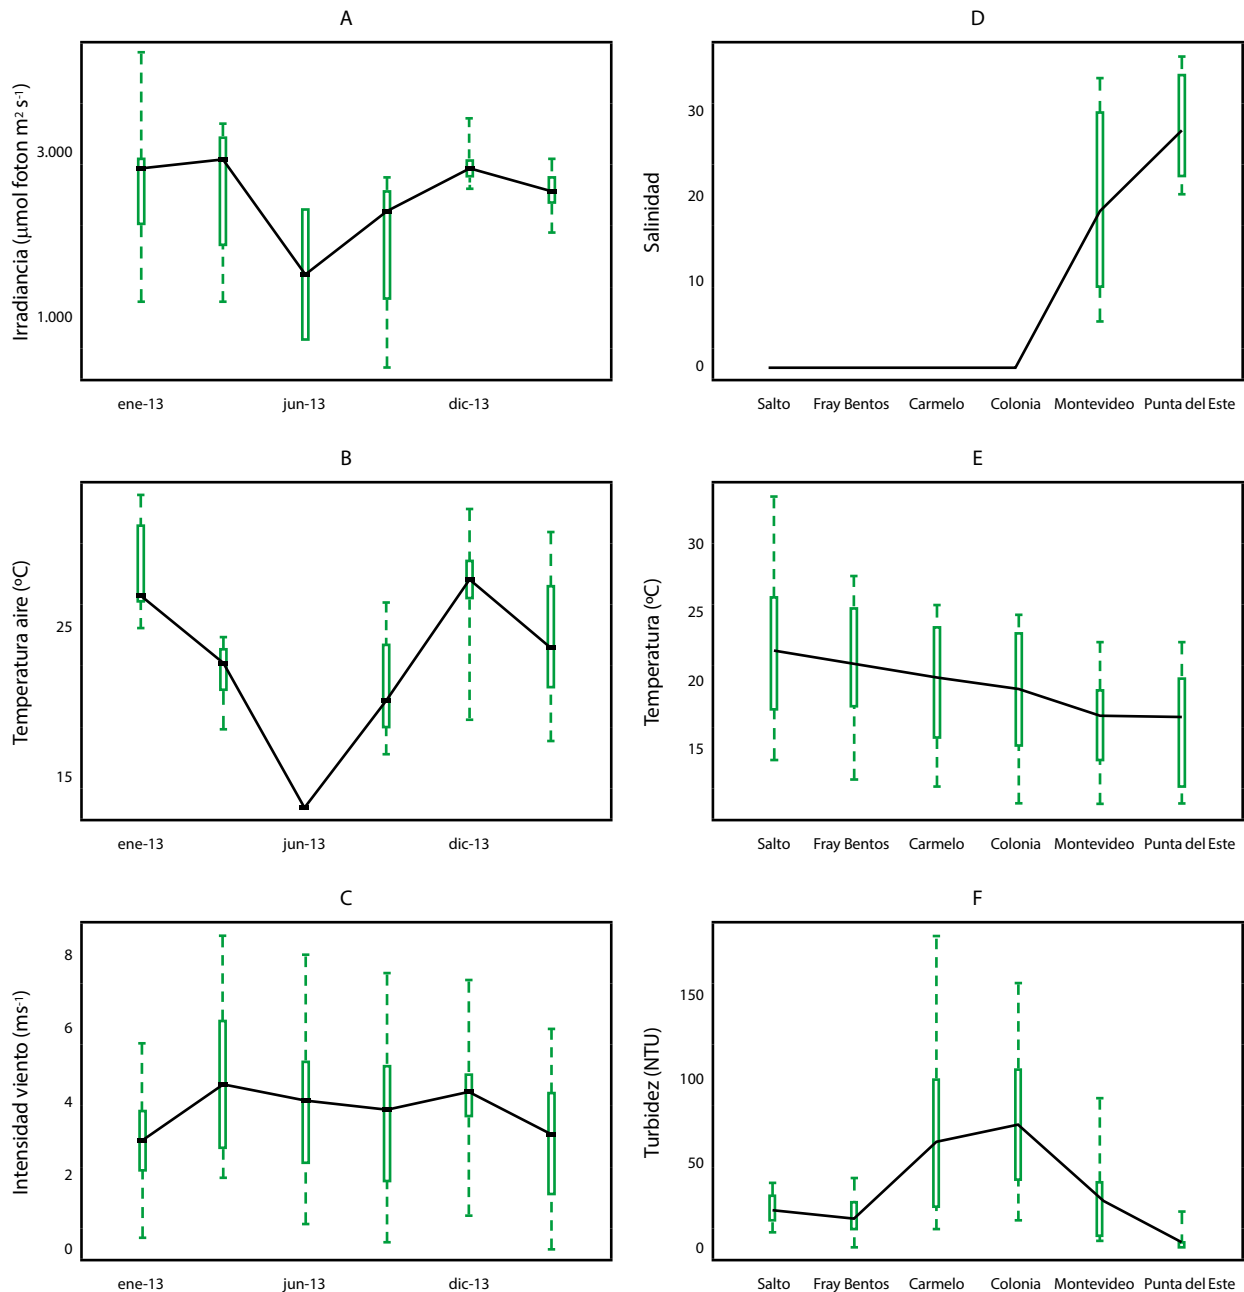 A
Irradiancia (μmol foton m² s⁻¹)
3.000
1.000
ene-13 jun-13 dic-13
D
Salinidad
30
20
10
0
Salto Fray Bentos Carmelo Colonia Montevideo Punta del Este
B
Temperatura aire (ºC)
25
15
ene-13 jun-13 dic-13
E
Temperatura (ºC)
30
25
20
15
Salto Fray Bentos Carmelo Colonia Montevideo Punta del Este
C
Intensidad viento (ms⁻¹)
8
6
4
2
0
ene-13 jun-13 dic-13
F
Turbidez (NTU)
150
100
50
0
Salto Fray Bentos Carmelo Colonia Montevideo Punta del Este